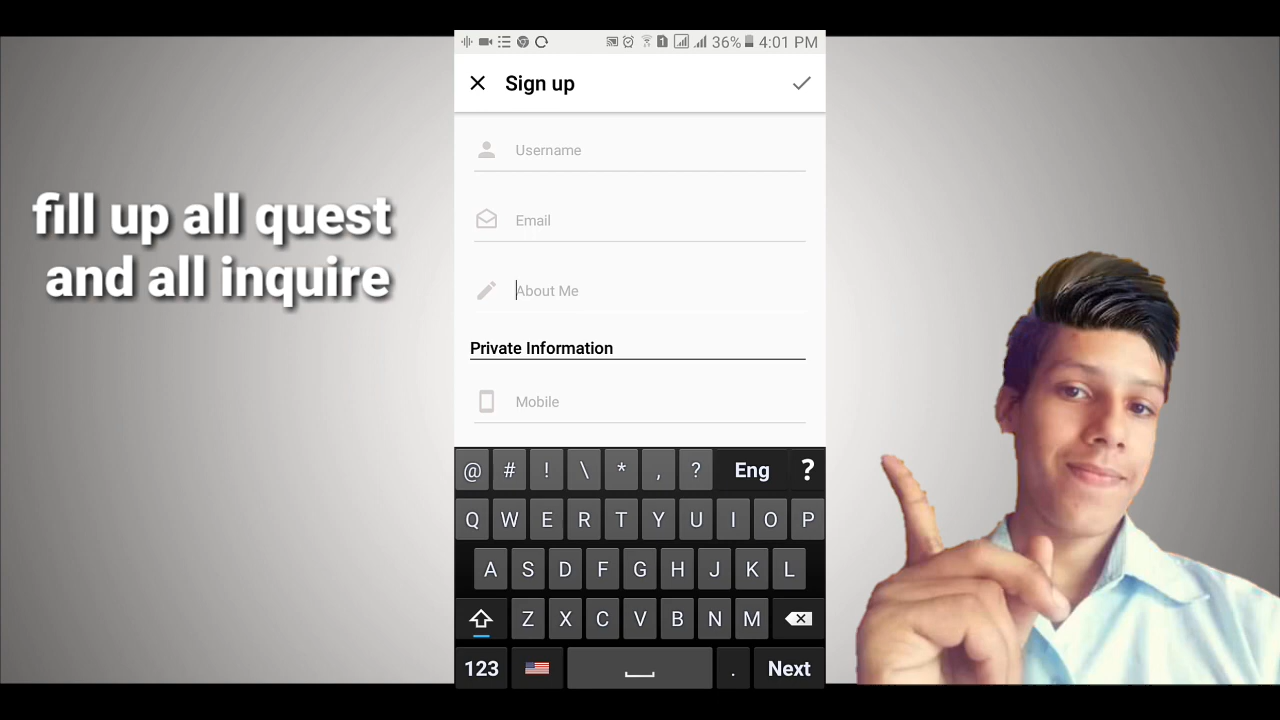 36% 4:01 PM
Sign up
Username
Email
About Me
Private Information
Mobile
fill up all quest
and all inquire
@ # ! \ * , ? Eng ?
Q W E R T Y U I O P
A S D F G H J K L
Z X C V B N M
123 . Next